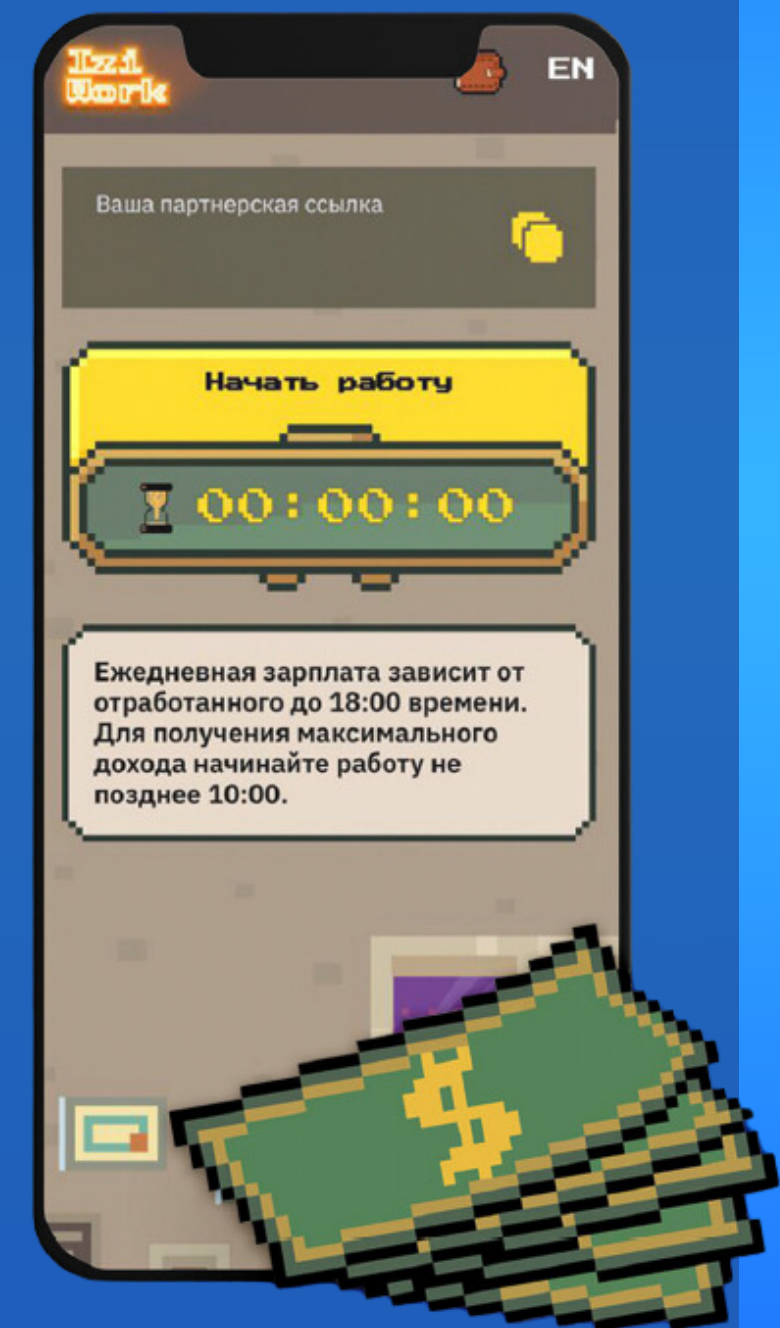 Izi
Work
EN
Ваша партнерская ссылка
Начать работу
00:00:00
Ежедневная зарплата зависит от
отработанного до 18:00 времени.
Для получения максимального
дохода начинайте работу не
позднее 10:00.
$